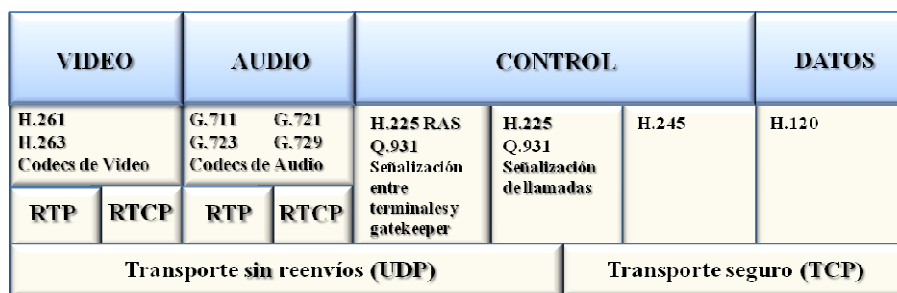 VIDEO
AUDIO
CONTROL
DATOS
H.261
H.263
Codecs de Video
G.711 G.721
G.723 G.729
Codecs de Audio
H.225 RAS
Q.931
Señalización
entre
terminales y
gatekeeper
H.225
Q.931
Señalización
de llamadas
H.245
H.120
RTP
RTCP
RTP
RTCP
Transporte sin reenvíos (UDP)
Transporte seguro (TCP)